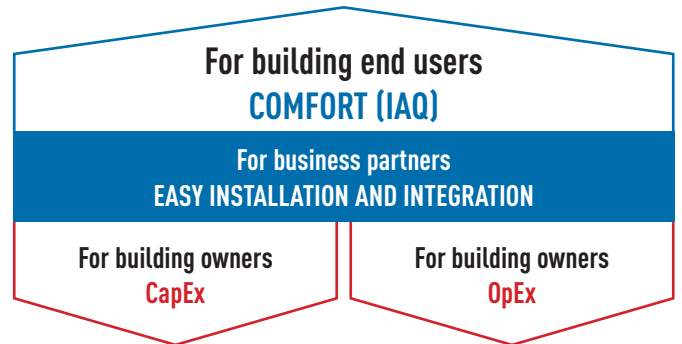 For building end users
COMFORT (IAQ)
For business partners
EASY INSTALLATION AND INTEGRATION
For building owners
CapEx
For building owners
OpEx